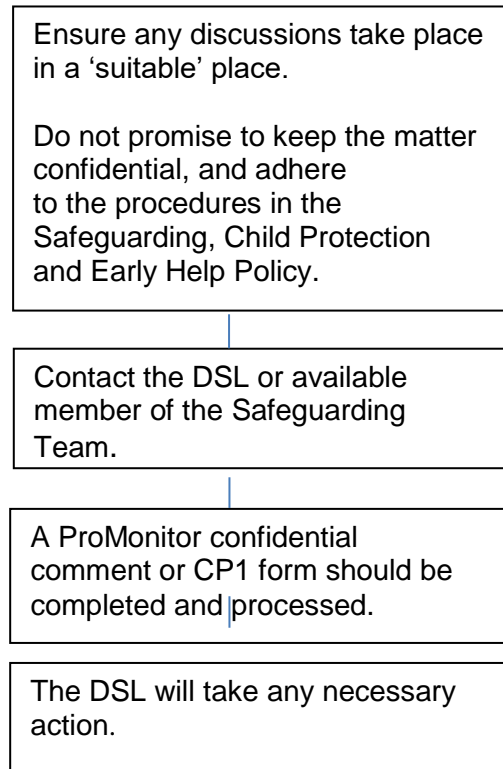 Ensure any discussions take place
in a ‘suitable’ place.
Do not promise to keep the matter
confidential, and adhere
to the procedures in the
Safeguarding, Child Protection
and Early Help Policy.
Contact the DSL or available
member of the Safeguarding
Team.
A ProMonitor confidential
comment or CP1 form should be
completed and processed.
The DSL will take any necessary
action.